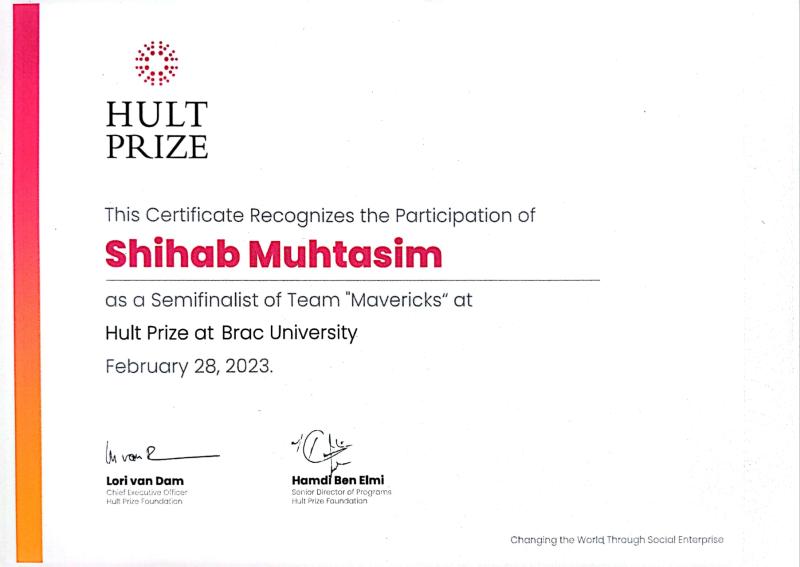 HULT
PRIZE
This Certificate Recognizes the Participation of
Shihab Muhtasim
as a Semifinalist of Team "Mavericks“ at
Hult Prize at Brac University
February 28, 2023.
Lori van Dam
Chief Executive Officer
Hult Prize Foundation
Hamdi Ben Elmi
Senior Director of Programs
Hult Prize Foundation
Changing the World Through Social Enterprise